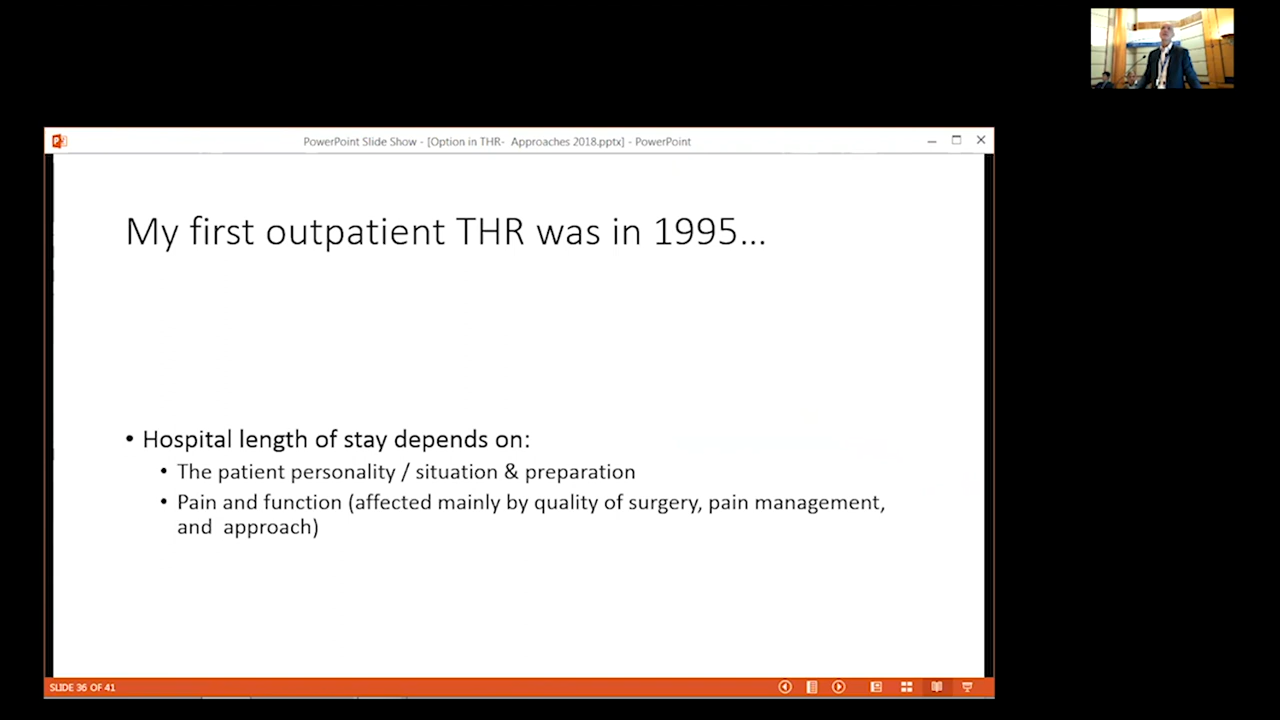 PowerPoint Slide Show - [Option in THR- Approaches 2018.pptx] - PowerPoint
My first outpatient THR was in 1995...
• Hospital length of stay depends on:
• The patient personality / situation & preparation
• Pain and function (affected mainly by quality of surgery, pain management,
and approach)
SLIDE 36 OF 41